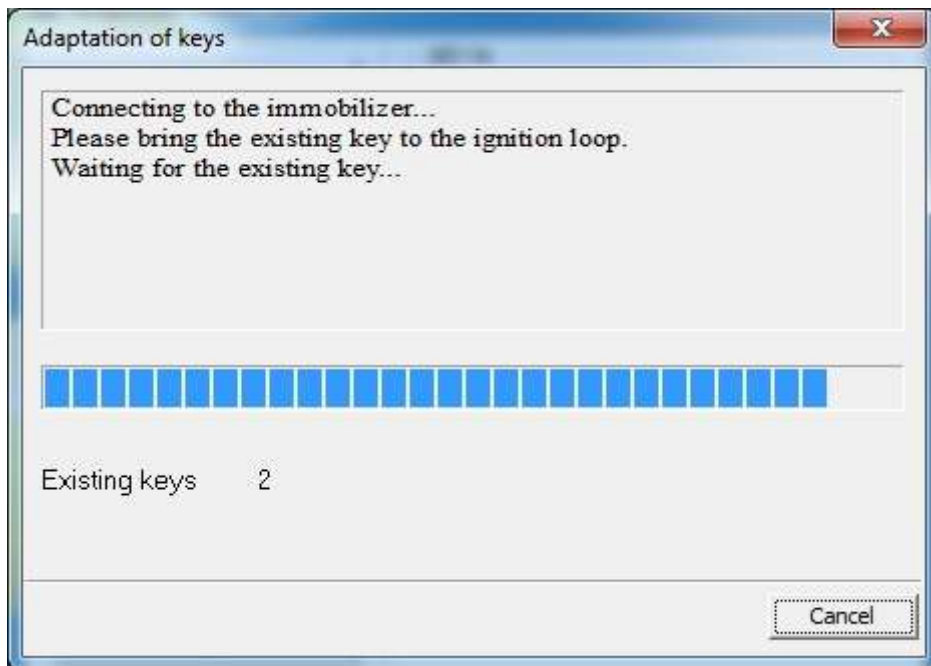 Adaptation of keys
Connecting to the immobilizer...
Please bring the existing key to the ignition loop.
Waiting for the existing key...
Existing keys 2
Cancel